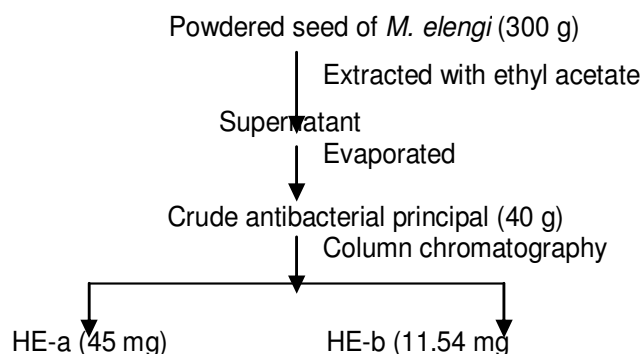 Powdered seed of M. elengi (300 g)
Extracted with ethyl acetate
Supernatant
Evaporated
Crude antibacterial principal (40 g)
Column chromatography
HE-a (45 mg)
HE-b (11.54 mg